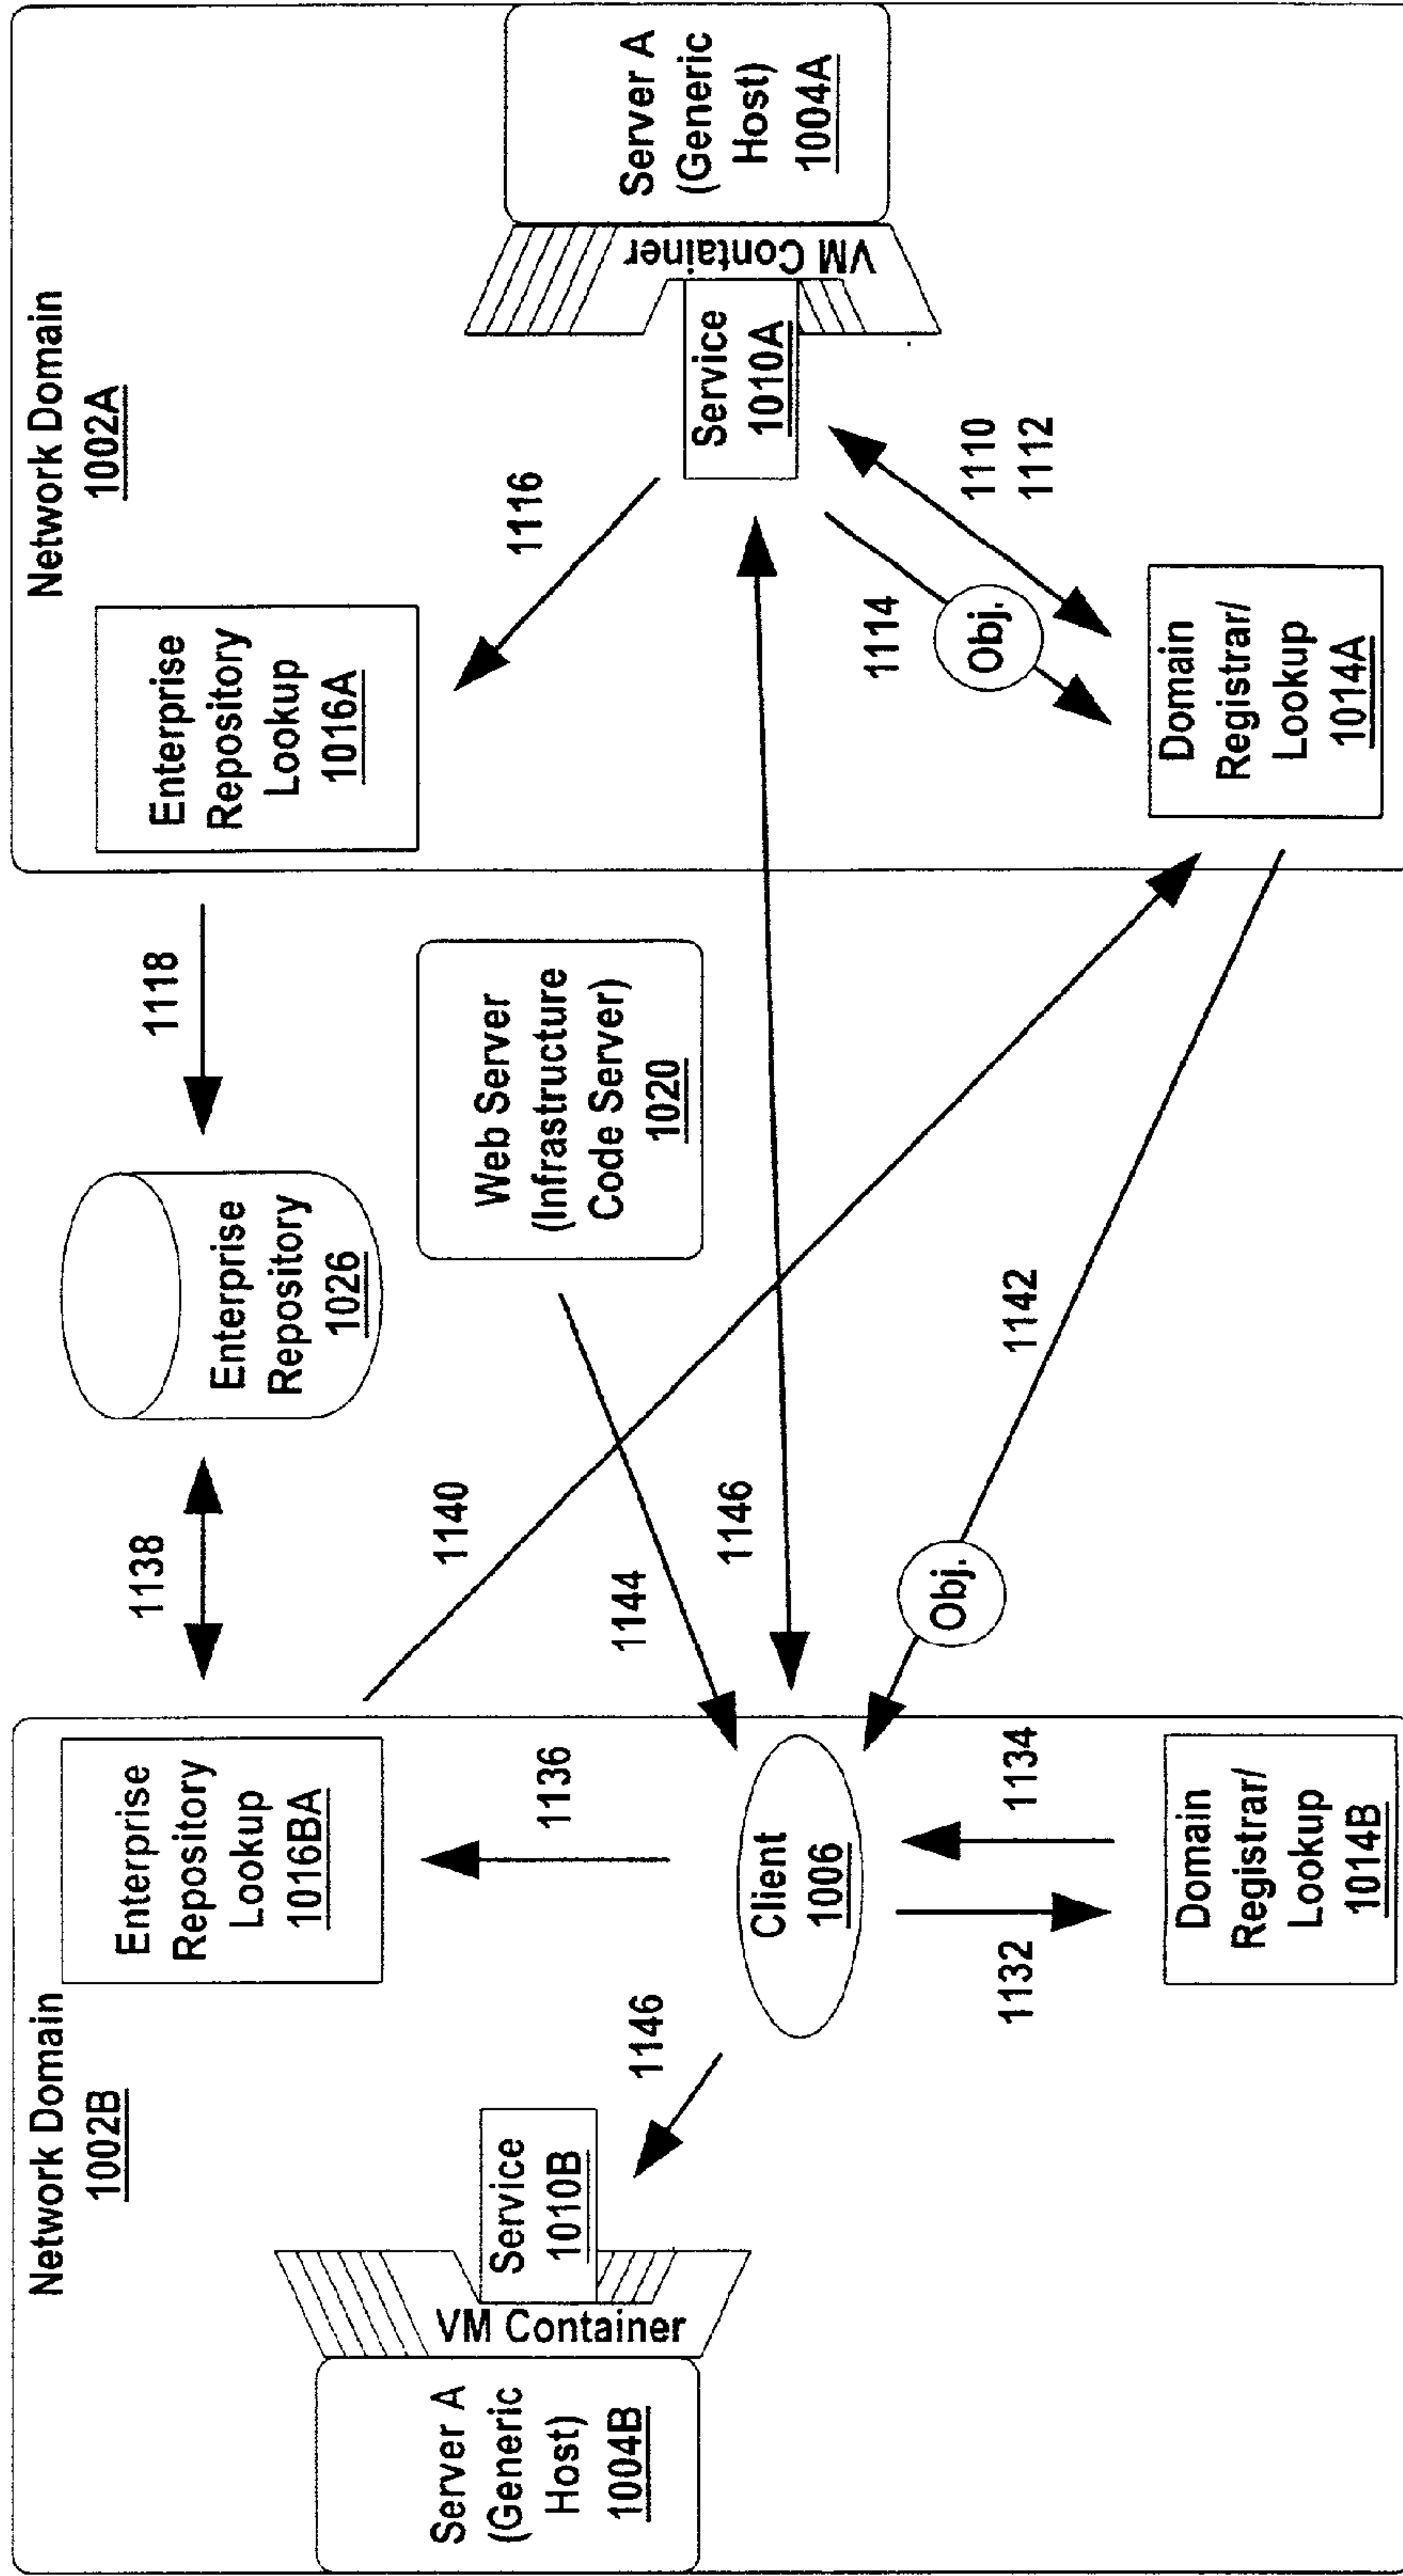 Network Domain
1002B
Server A
(Generic
Host)
1004B
VM Container
Service
1010B
1146
Enterprise
Repository
Lookup
1016BA
1136
Client
1006
1132
1134
Domain
Registrar/
Lookup
1014B
1138
Enterprise
Repository
1026
1118
1140
1144
1146
Web Server
(Infrastructure
Code Server)
1020
Obj.
1142
Network Domain
1002A
Enterprise
Repository
Lookup
1016A
1116
Service
1010A
VM Container
Server A
(Generic
Host)
1004A
1114
Obj.
1110
1112
Domain
Registrar/
Lookup
1014A